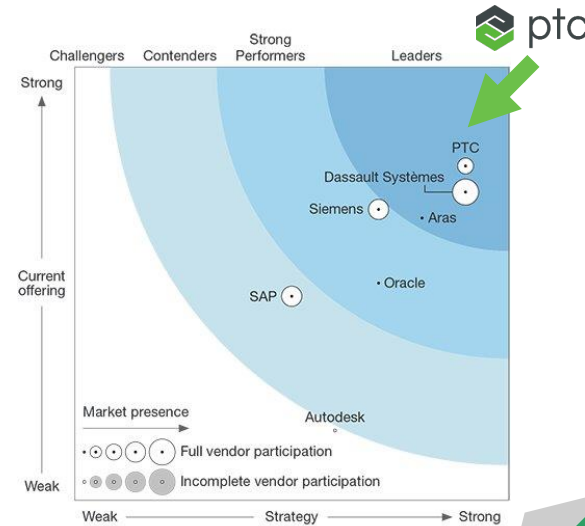 ptc
Strong
Challengers Contenders Performers Leaders
Strong
PTC
Dassault Systèmes
Siemens
Aras
Current
offering
Oracle
SAP
Market presence
Autodesk
Full vendor participation
Incomplete vendor participation
Weak
Weak Strategy Strong